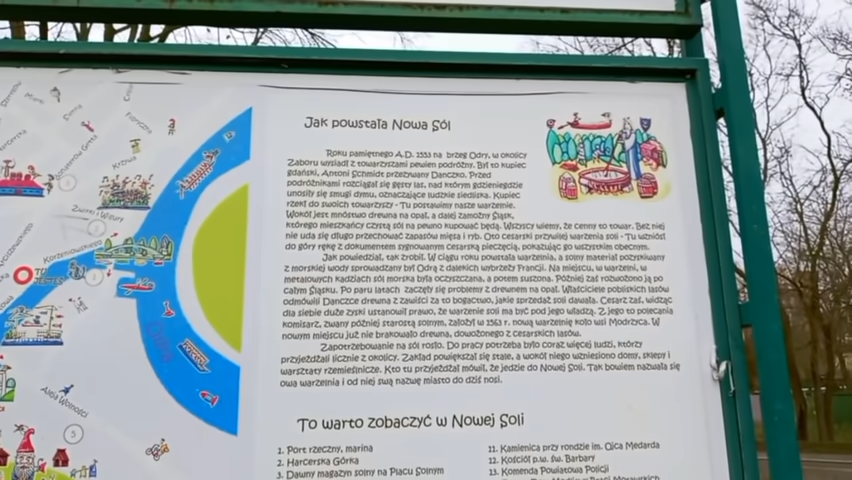 Jak powstała Nowa Sól
Roku pamiętnego A.D. 1553 na brzeg Odry, w okolicy
Zaboru wysiadł z towarzyszami pewien podróżny. Był to kupiec
gdański, Antoni Schmidt przezwany Danczko. Przed
podróżnikami rozciągał się gęsty las, nad którym gdzieniegdzie
unosiły się smugi dymu, oznaczające ludzkie siedliska. Kupiec
rzekł do swoich towarzyszy - Tu postawimy nasze warzelnie.
Wokół jest mnóstwo drewna na opał, a dalej zamożny Śląsk,
którego mieszkańcy czystą sól na pewno kupować będą. Wszyscy wiemy, że cenny to towar. Bez niej
nie uda się długo przechować zapasów mięsa i ryb. Oto cesarski przywilej warzenia soli - Tu wzniósł
do góry rękę z dokumentem sygnowanym cesarską pieczęcią, pokazując go wszystkim obecnym.
Jak powiedział, tak zrobił. W ciągu roku powstała warzelnia, a solny materiał pozyskiwany
z morskiej wody sprowadzany był Odrą z dalekich wybrzeży Francji. Na miejscu, w warzelni, w
metalowych kadziach sól morska była oczyszczana, a potem suszona. Później zaś rozwożono ją po
całym Śląsku. Po paru latach zaczęły się problemy z drewnem na opał. Właściciele pobliskich lasów
odmówili Danczce drewna z zawiści za to bogactwo, jakie sprzedaż soli dawała. Cesarz zaś, widząc
dla siebie duże zyski ustanowił prawo, że warzenie soli ma być pod jego władzą. Z jego to polecania
komisarz, zwany później starostą solnym, założył w 1563 r. nową warzelnię koło wsi Modrzyca. W
nowym miejscu już nie brakowało drewna, dowożonego z cesarskich lasów.
Zapotrzebowanie na sól rosło. Do pracy potrzeba było coraz więcej ludzi, którzy
przyjeżdżali licznie z okolicy. Zakład powiększał się stale, a wokół niego wzniesiono domy, sklepy i
warsztaty rzemieślnicze. Kto tu przyjeżdżał mówił, że jedzie do Nowej Soli. Tak bowiem nazwała się
owa warzelnia i od niej swą nazwę miasto do dziś nosi.
To warto zobaczyć w Nowej Soli
1. Port rzeczny, marina
2. Harcerska Górka
3. Dawny magazyn solny na Placu Solnym
11. Kamienica przy rondzie im. Ojca Medarda
12. Kościół p.w. św. Barbary
13. Komenda Powiatowa Policji
Krowia
Żwirki i Wigury
Korzeniowskiego
Odra
Aleja Wolności
5